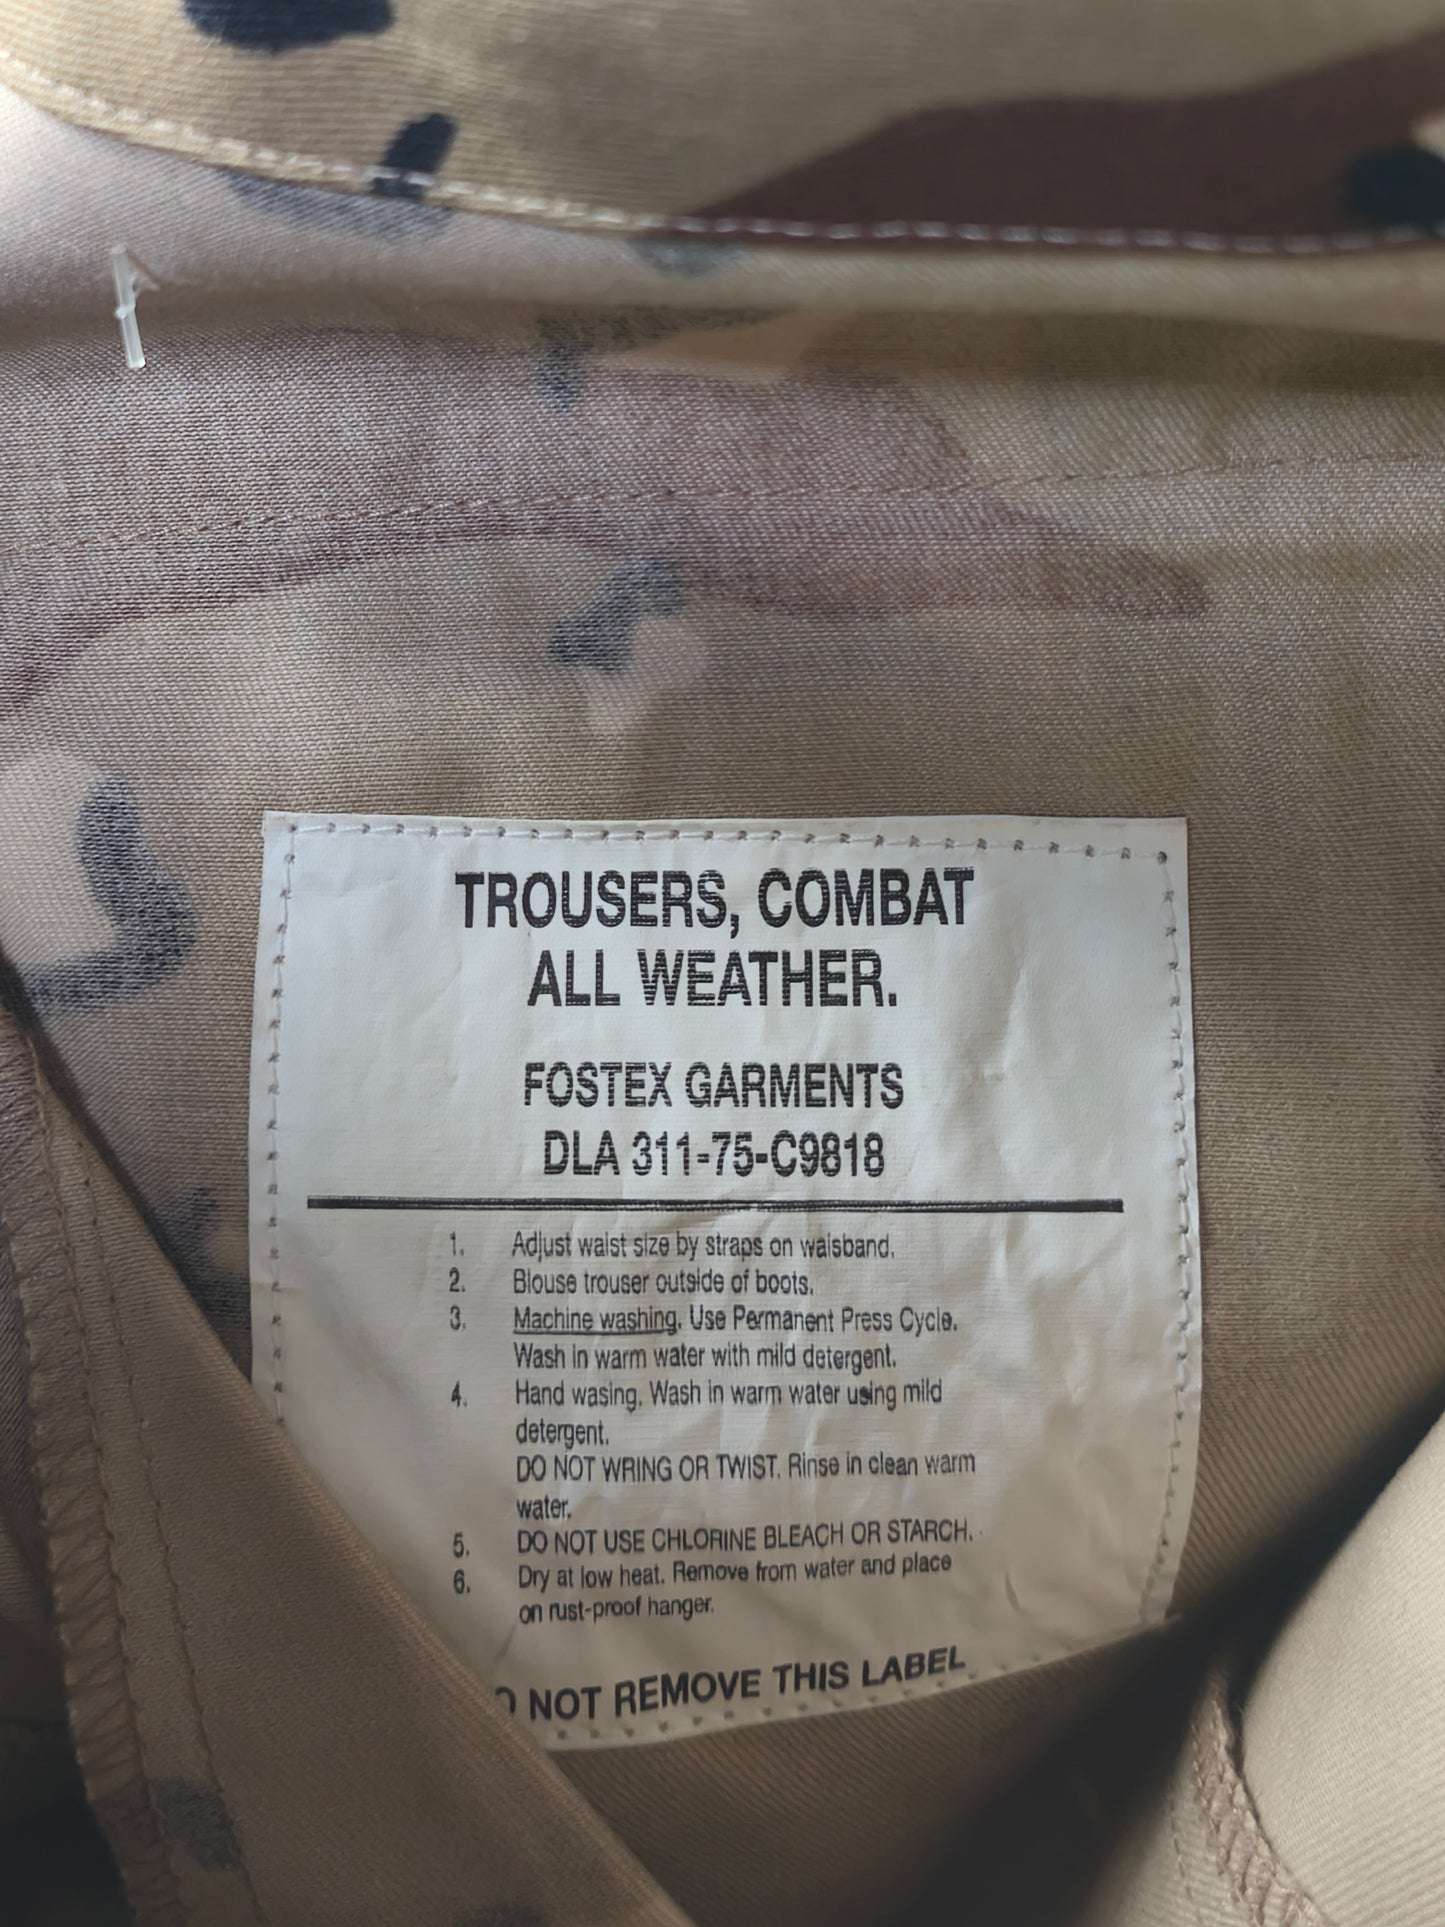 TROUSERS, COMBAT
ALL WEATHER.
FOSTEX GARMENTS
DLA 311-75-C9818
1. Adjust waist size by straps on waisband.
2. Blouse trouser outside of boots.
3. Machine washing. Use Permanent Press Cycle.
Wash in warm water with mild detergent.
4. Hand wasing. Wash in warm water using mild
detergent.
DO NOT WRING OR TWIST. Rinse in clean warm
water.
5. DO NOT USE CHLORINE BLEACH OR STARCH.
6. Dry at low heat. Remove from water and place
on rust-proof hanger.
O NOT REMOVE THIS LABEL